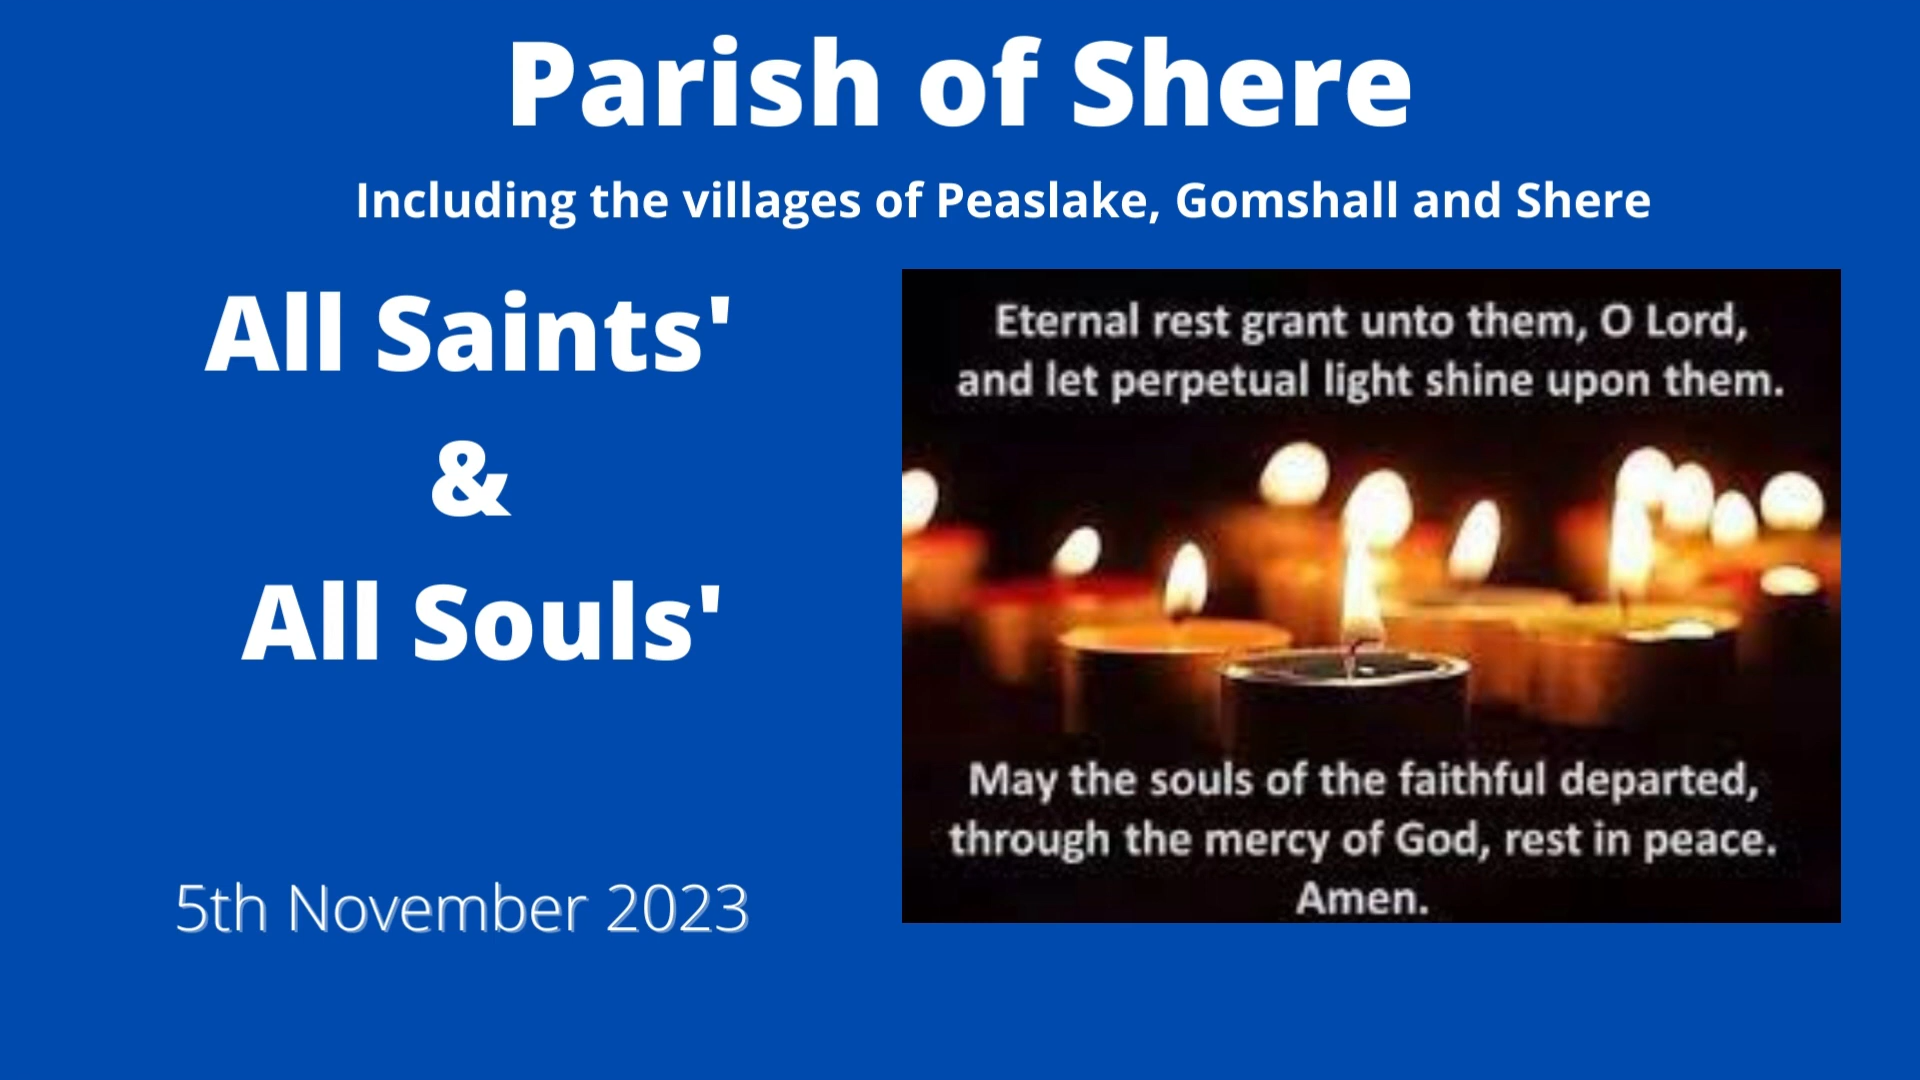 Parish of Shere
Including the villages of Peaslake, Gomshall and Shere
All Saints'
&
All Souls'
5th November 2023
Eternal rest grant unto them, O Lord,
and let perpetual light shine upon them.
May the souls of the faithful departed,
through the mercy of God, rest in peace.
Amen.